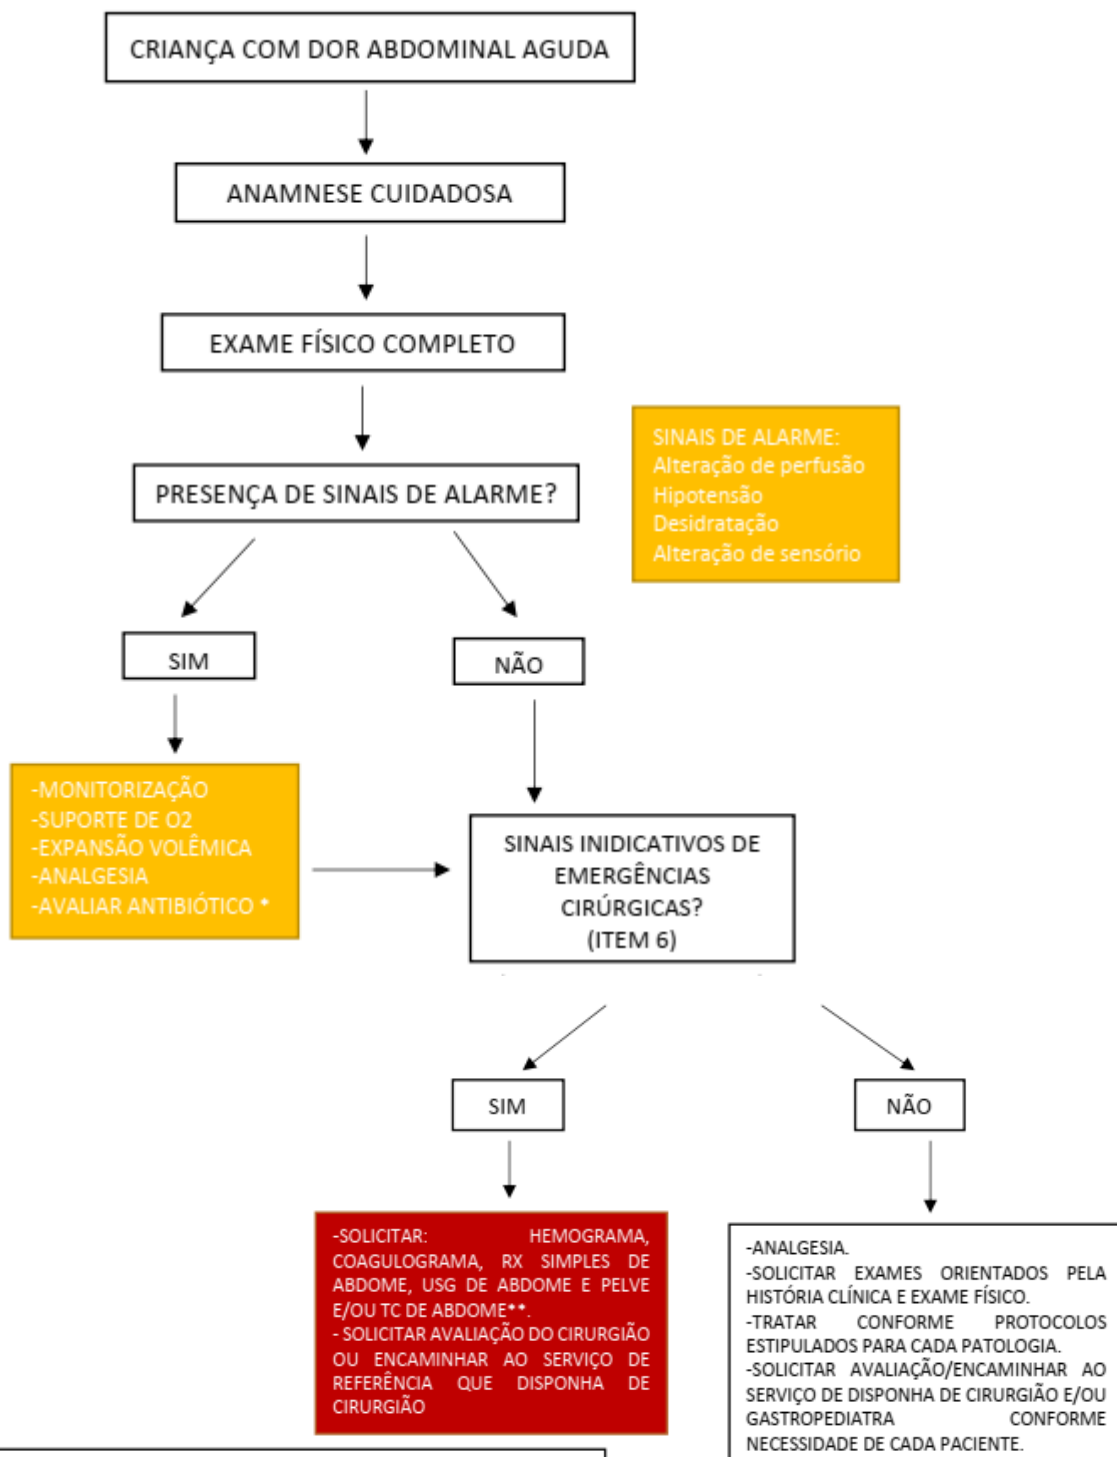 CRIANÇA COM DOR ABDOMINAL AGUDA
ANAMNESE CUIDADOSA
EXAME FÍSICO COMPLETO
SINAIS DE ALARME:
Alteração de perfusão
Hipotensão
Desidratação
Alteração de sensório
PRESENÇA DE SINAIS DE ALARME?
SIM
NÃO
-MONITORIZAÇÃO
-SUPORTE DE O2
-EXPANSÃO VOLÊMICA
-ANALGESIA
-AVALIAR ANTIBIÓTICO *
SINAIS INIDICATIVOS DE
EMERGÊNCIAS
CIRÚRGICAS?
(ITEM 6)
SIM
NÃO
-SOLICITAR: HEMOGRAMA,
COAGULOGRAMA, RX SIMPLES DE
ABDOME, USG DE ABDOME E PELVE
E/OU TC DE ABDOME**.
- SOLICITAR AVALIAÇÃO DO CIRURGIÃO
OU ENCAMINHAR AO SERVIÇO DE
REFERÊNCIA QUE DISPONHA DE
CIRURGIÃO
-ANALGESIA.
-SOLICITAR EXAMES ORIENTADOS PELA
HISTÓRIA CLÍNICA E EXAME FÍSICO.
-TRATAR CONFORME PROTOCOLOS
ESTIPULADOS PARA CADA PATOLOGIA.
-SOLICITAR AVALIAÇÃO/ENCAMINHAR AO
SERVIÇO DE DISPONHA DE CIRURGIÃO E/OU
GASTROPEDIATRA CONFORME
NECESSIDADE DE CADA PACIENTE.